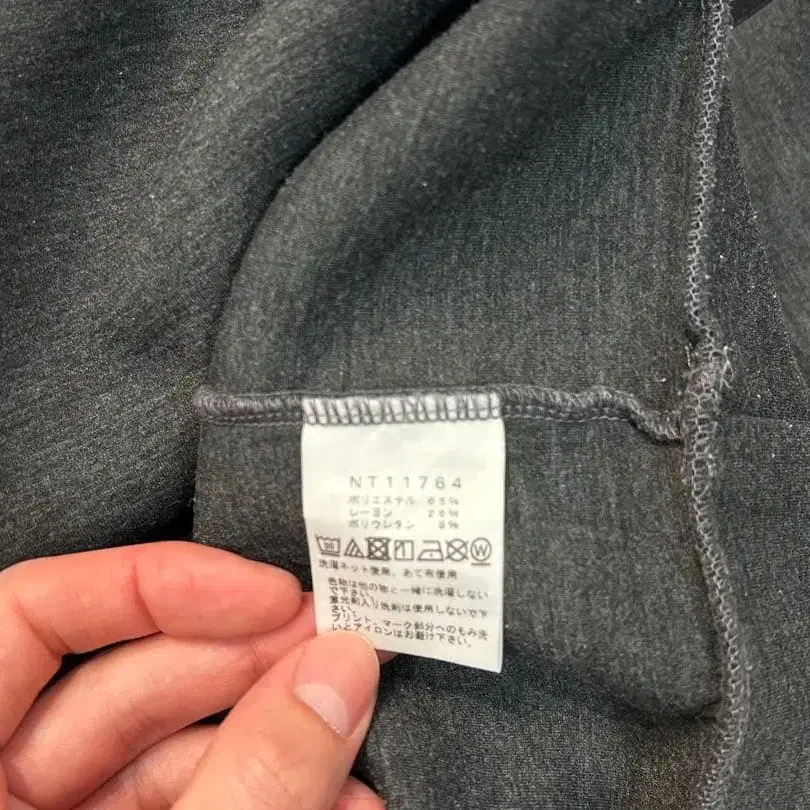 NT11764
ポリエステル 65%
レーヨン 26%
ポリウレタン 9%
洗濯ネット使用、あて布使用
色物は他の物と一緒に洗濯しない
で下さい。
蛍光剤入り洗剤は使用しないで下
さい。
プリント、マーク部分へのもみ洗
いとアイロンはお避け下さい。